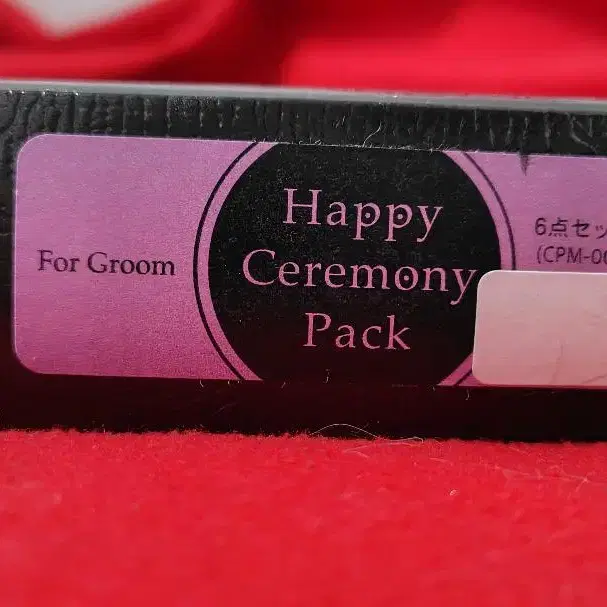 For Groom
Happy
Ceremony
Pack
6点セッ
(CPM-00